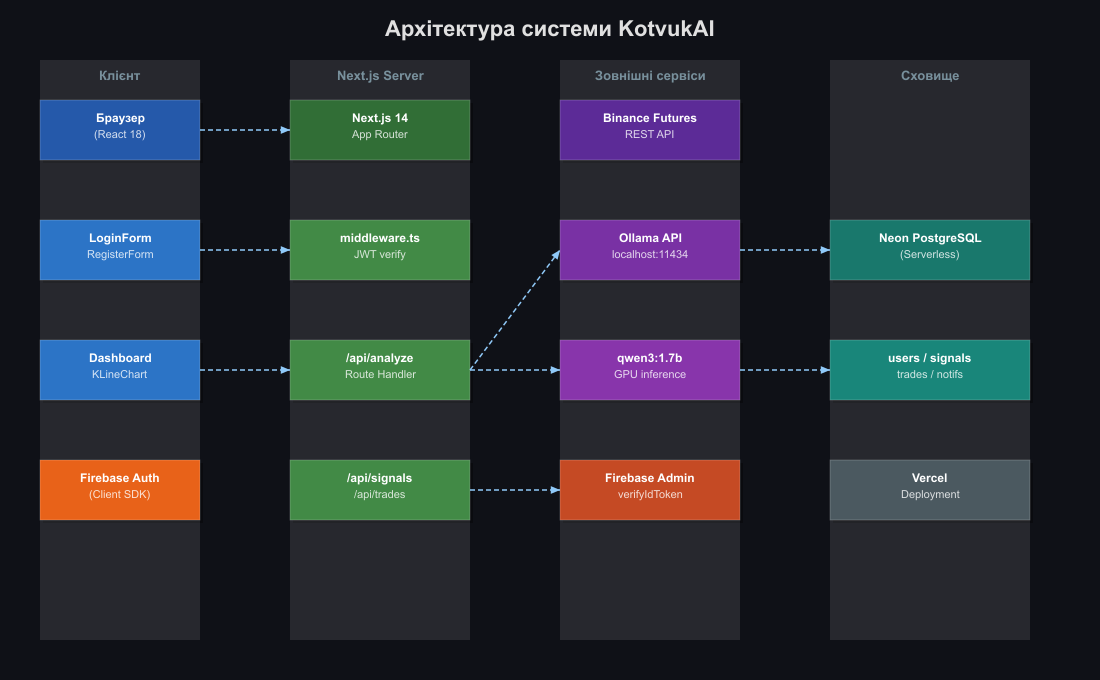 Архітектура системи KotvukAI
Клієнт
Браузер
(React 18)
LoginForm
RegisterForm
Dashboard
KLineChart
Firebase Auth
(Client SDK)
Next.js Server
Next.js 14
App Router
middleware.ts
JWT verify
/api/analyze
Route Handler
/api/signals
/api/trades
Зовнішні сервіси
Binance Futures
REST API
Ollama API
localhost:11434
qwen3:1.7b
GPU inference
Firebase Admin
verifyIdToken
Сховище
Neon PostgreSQL
(Serverless)
users / signals
trades / notifs
Vercel
Deployment